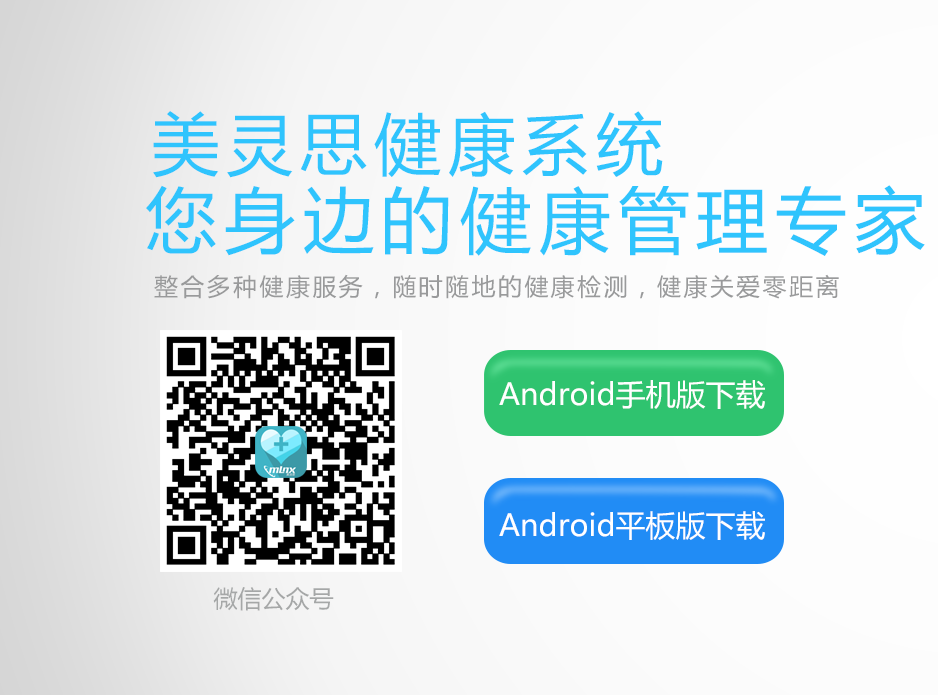 美灵思健康系统
您身边的健康管理专家
整合多种健康服务，随时随地的健康检测，健康关爱零距离
Android手机版下载
mlnx
Android平板版下载
微信公众号